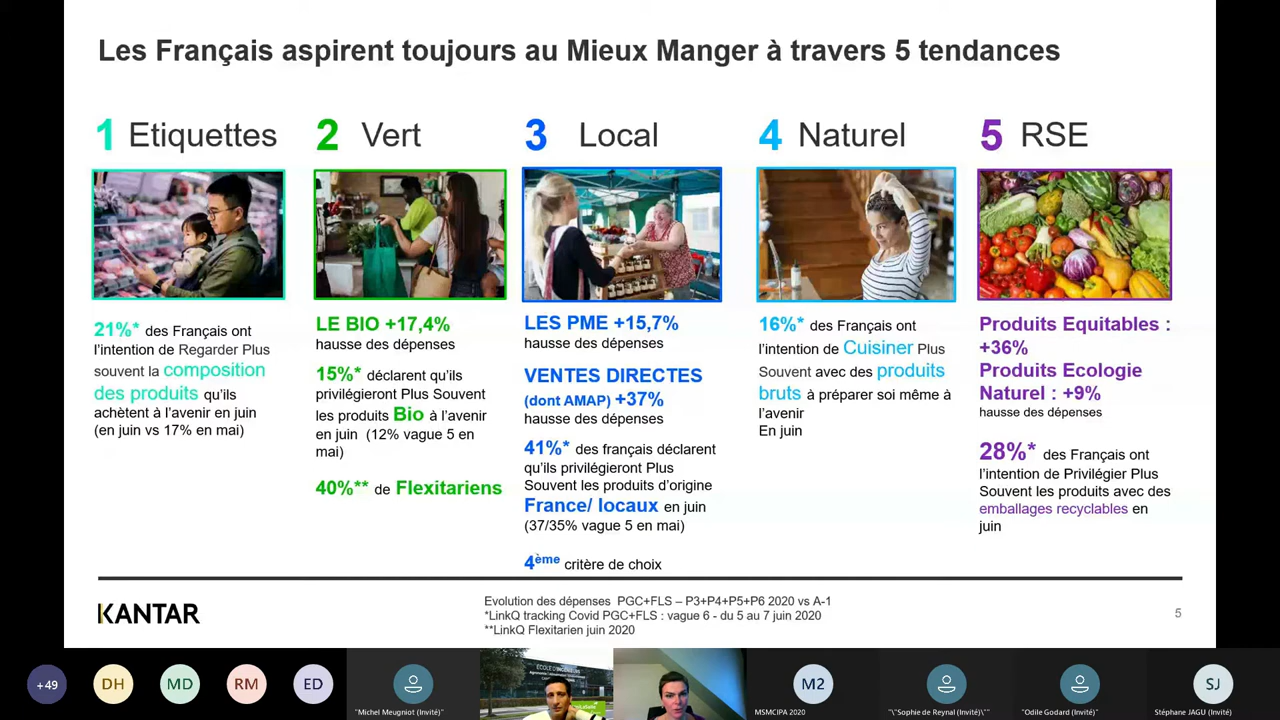 Les Français aspirent toujours au Mieux Manger à travers 5 tendances
1 Etiquettes
21%* des Français ont
l'intention de Regarder Plus
souvent la composition
des produits qu'ils
achètent à l'avenir en juin
(en juin vs 17% en mai)
2 Vert
LE BIO +17,4%
hausse des dépenses
15%* déclarent qu'ils
privilégieront Plus Souvent
les produits Bio à l'avenir
en juin (12% vague 5 en
mai)
40%** de Flexitariens
3 Local
LES PME +15,7%
hausse des dépenses
VENTES DIRECTES
(dont AMAP) +37%
hausse des dépenses
41%* des français déclarent
qu'ils privilégieront Plus
Souvent les produits d'origine
France/ locaux en juin
(37/35% vague 5 en mai)
4ème critère de choix
4 Naturel
16%* des Français ont
l'intention de Cuisiner Plus
Souvent avec des produits
bruts à préparer soi même à
l'avenir
En juin
5 RSE
Produits Equitables :
+36%
Produits Ecologie
Naturel : +9%
hausse des dépenses
28%* des Français ont
l'intention de Privilégier Plus
Souvent les produits avec des
emballages recyclables en
juin
KANTAR
Evolution des dépenses PGC+FLS – P3+P4+P5+P6 2020 vs A-1
*LinkQ tracking Covid PGC+FLS : vague 6 - du 5 au 7 juin 2020
**LinkQ Flexitarien juin 2020
5
+49
DH
MD
RM
ED
"Michel Meugniot (Invité)"
ÉCOLE D'INGÉNIEURS
M2
MSMCIPA 2020
"\"Sophie de Reynal (Invité)\""
"Odile Godard (Invité)"
SJ
Stéphane JAGU (Invité)